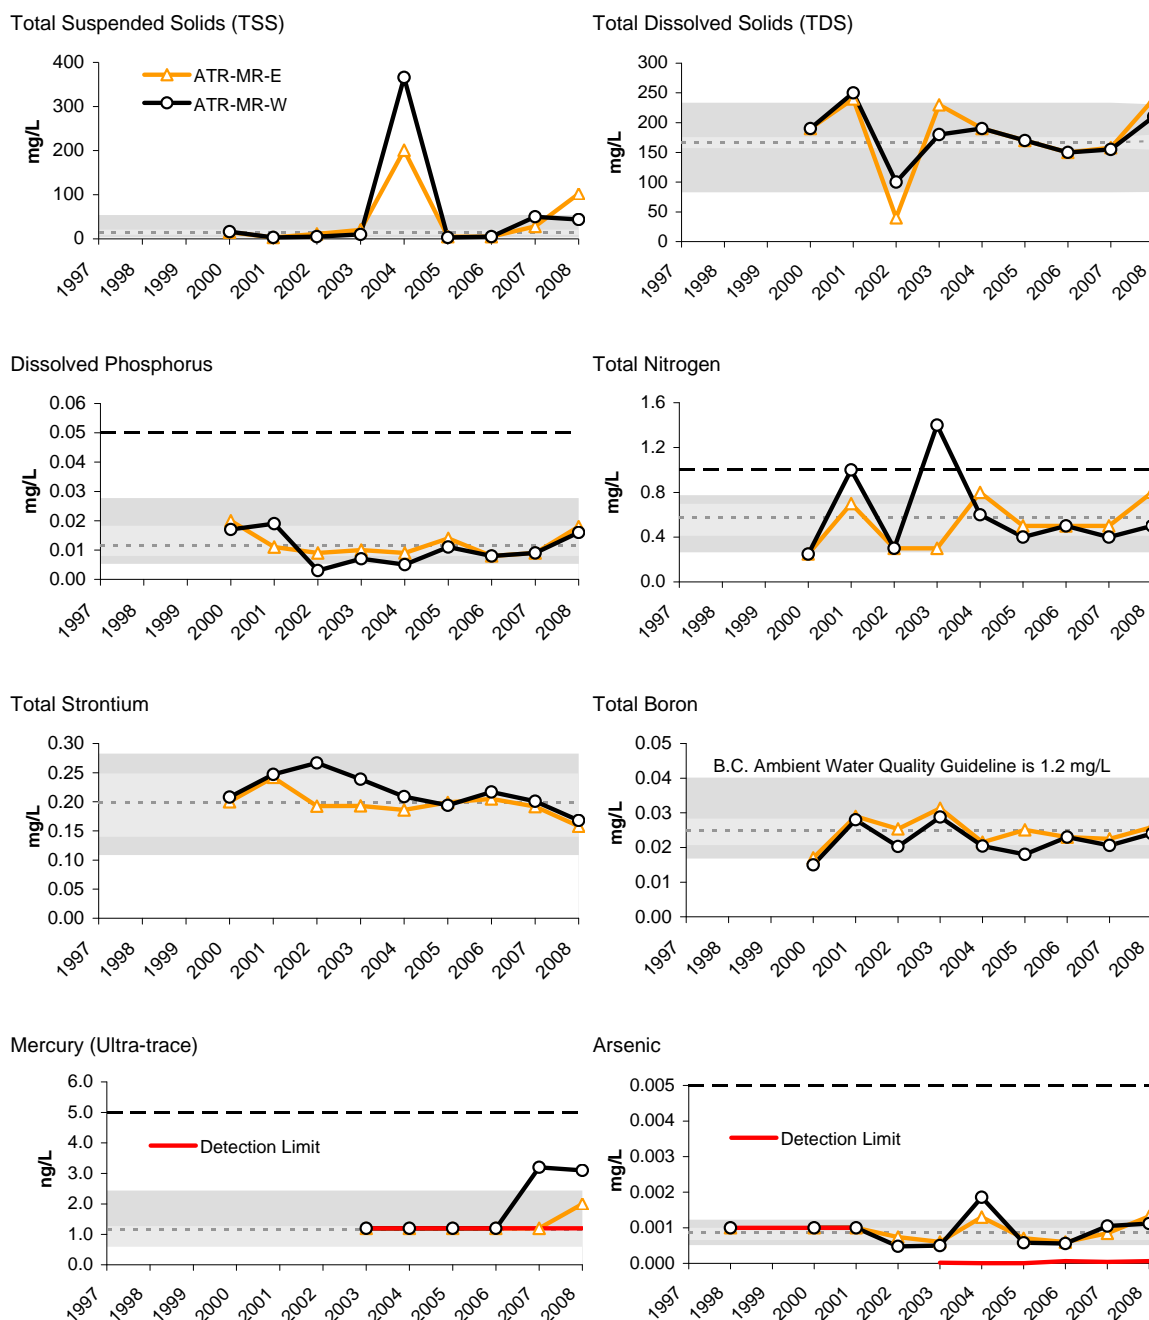 Total Suspended Solids (TSS)
400
300
200
100
0
mg/L
ATR-MR-E
ATR-MR-W
1997 1998 1999 2000 2001 2002 2003 2004 2005 2006 2007 2008
Total Dissolved Solids (TDS)
300
250
200
150
100
50
0
mg/L
1997 1998 1999 2000 2001 2002 2003 2004 2005 2006 2007 2008
Dissolved Phosphorus
0.06
0.05
0.04
0.03
0.02
0.01
0.00
mg/L
1997 1998 1999 2000 2001 2002 2003 2004 2005 2006 2007 2008
Total Nitrogen
1.6
1.2
0.8
0.4
0.0
mg/L
1997 1998 1999 2000 2001 2002 2003 2004 2005 2006 2007 2008
Total Strontium
0.30
0.25
0.20
0.15
0.10
0.05
0.00
mg/L
1997 1998 1999 2000 2001 2002 2003 2004 2005 2006 2007 2008
Total Boron
0.05
0.04
0.03
0.02
0.01
0.00
mg/L
B.C. Ambient Water Quality Guideline is 1.2 mg/L
1997 1998 1999 2000 2001 2002 2003 2004 2005 2006 2007 2008
Mercury (Ultra-trace)
6.0
5.0
4.0
3.0
2.0
1.0
0.0
ng/L
Detection Limit
1997 1998 1999 2000 2001 2002 2003 2004 2005 2006 2007 2008
Arsenic
0.005
0.004
0.003
0.002
0.001
0.000
mg/L
Detection Limit
1997 1998 1999 2000 2001 2002 2003 2004 2005 2006 2007 2008